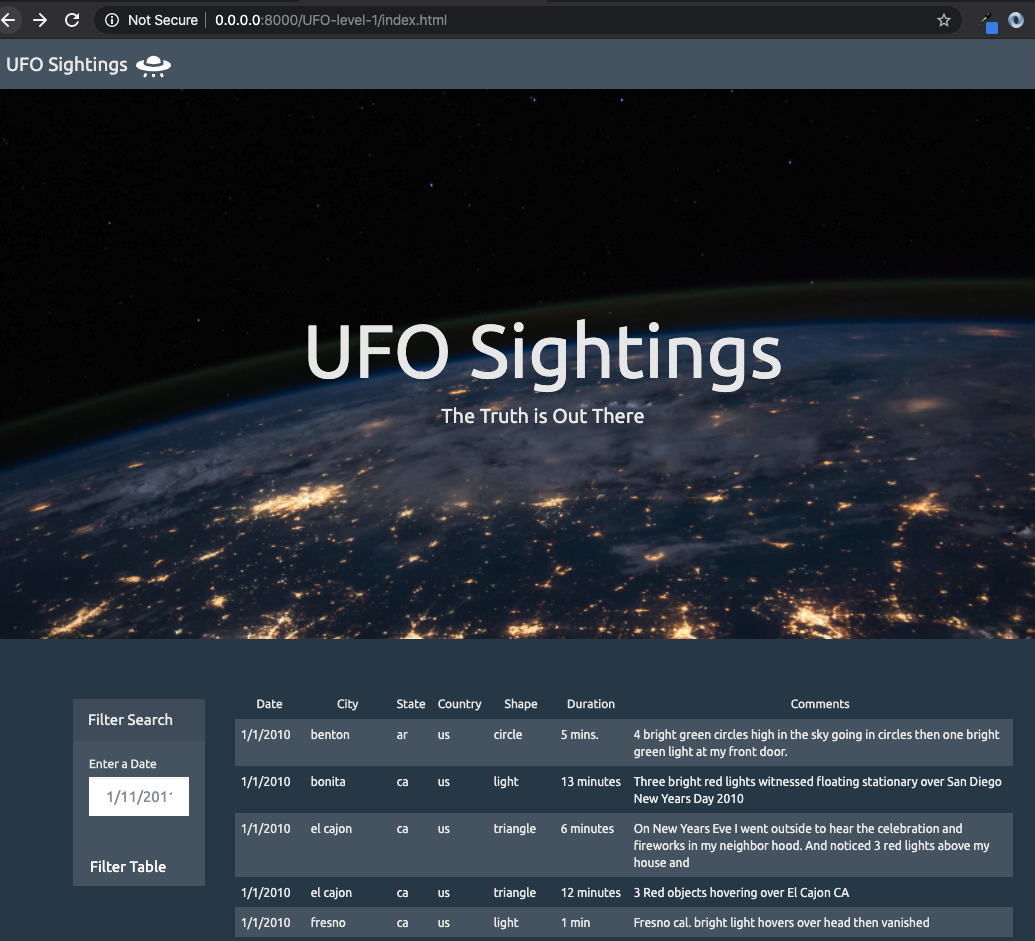 Not Secure 0.0.0.0:8000/UFO-level-1/index.html
UFO Sightings
UFO Sightings
The Truth is Out There
Filter Search
Enter a Date
1/11/2011
Filter Table
Date City State Country Shape Duration Comments
1/1/2010 benton ar us circle 5 mins. 4 bright green circles high in the sky going in circles then one bright
green light at my front door.
1/1/2010 bonita ca us light 13 minutes Three bright red lights witnessed floating stationary over San Diego
New Years Day 2010
1/1/2010 el cajon ca us triangle 6 minutes On New Years Eve I went outside to hear the celebration and
fireworks in my neighbor hood. And noticed 3 red lights above my
house and
1/1/2010 el cajon ca us triangle 12 minutes 3 Red objects hovering over El Cajon CA
1/1/2010 fresno ca us light 1 min Fresno cal. bright light hovers over head then vanished